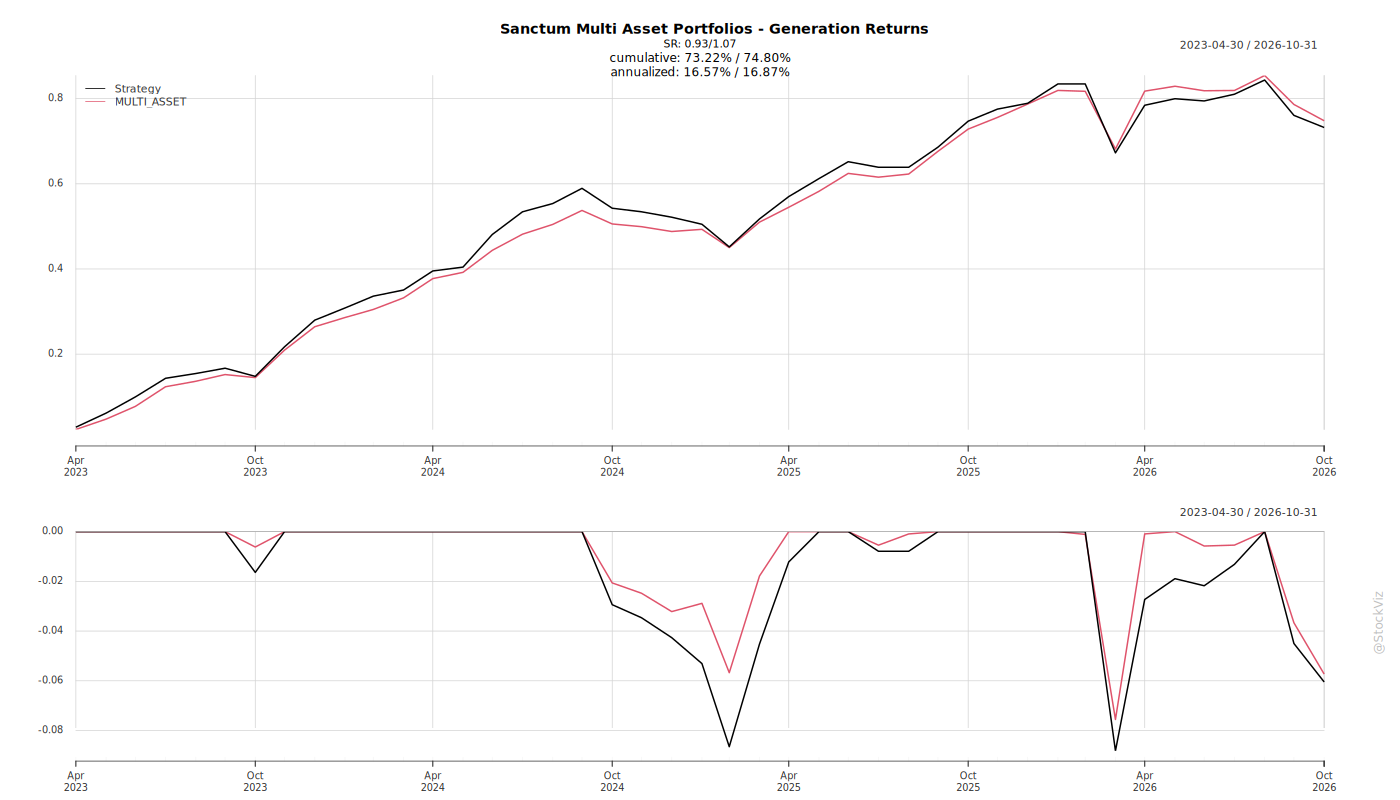 Sanctum Multi Asset Portfolios - Generation Returns
SR: 0.93/1.07
cumulative: 73.22% / 74.80%
annualized: 16.57% / 16.87%
2023-04-30 / 2026-10-31
Strategy
MULTI_ASSET
0.8
0.6
0.4
0.2
Apr Oct Apr Oct Apr Oct Apr Oct
2023 2023 2024 2024 2025 2025 2026 2026
2023-04-30 / 2026-10-31
0.00
-0.02
-0.04
-0.06
-0.08
Apr Oct Apr Oct Apr Oct Apr Oct
2023 2023 2024 2024 2025 2025 2026 2026
@StockViz